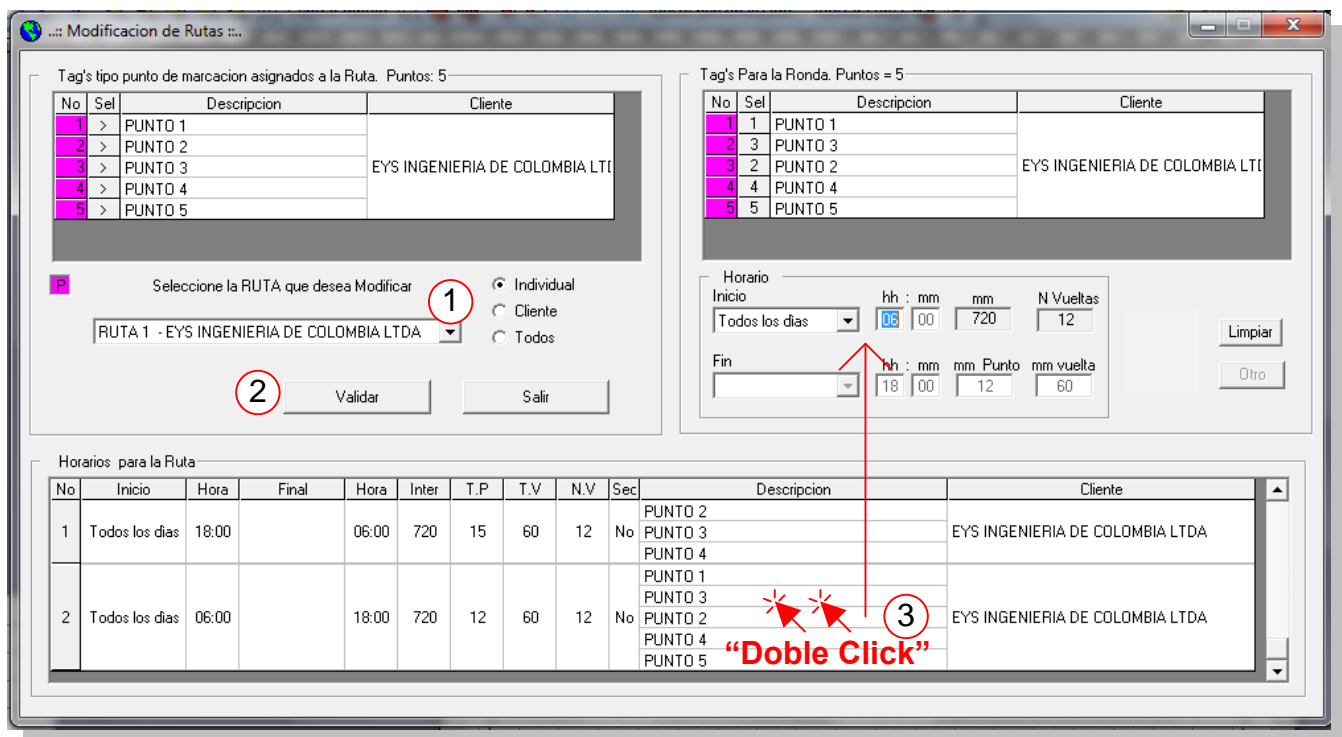 ..:: Modificacion de Rutas ::..
Tag's tipo punto de marcacion asignados a la Ruta. Puntos: 5
No Sel Descripcion Cliente
1 > PUNTO 1
2 > PUNTO 2
3 > PUNTO 3 EYS INGENIERIA DE COLOMBIA LT
4 > PUNTO 4
5 > PUNTO 5
P Seleccione la RUTA que desea Modificar 1
Individual
Cliente
Todos
RUTA 1 - EYS INGENIERIA DE COLOMBIA LTDA
2 Validar Salir
Tag's Para la Ronda. Puntos = 5
No Sel Descripcion Cliente
1 1 PUNTO 1
2 3 PUNTO 3
3 2 PUNTO 2 EYS INGENIERIA DE COLOMBIA LT
4 4 PUNTO 4
5 5 PUNTO 5
Horario
Inicio hh : mm mm N Vueltas
Todos los dìas 06 00 720 12
Fin hh : mm mm Punto mm vuelta
18 00 12 60
Limpiar
Otro
Horarios para la Ruta
No Inicio Hora Final Hora Inter T.P T.V N.V Sec Descripcion Cliente
PUNTO 2
1 Todos los dìas 18:00 06:00 720 15 60 12 No PUNTO 3 EYS INGENIERIA DE COLOMBIA LTDA
PUNTO 4
PUNTO 1
PUNTO 3
2 Todos los dìas 06:00 18:00 720 12 60 12 No PUNTO 2 3 EYS INGENIERIA DE COLOMBIA LTDA
PUNTO 4
PUNTO 5
“Doble Click”